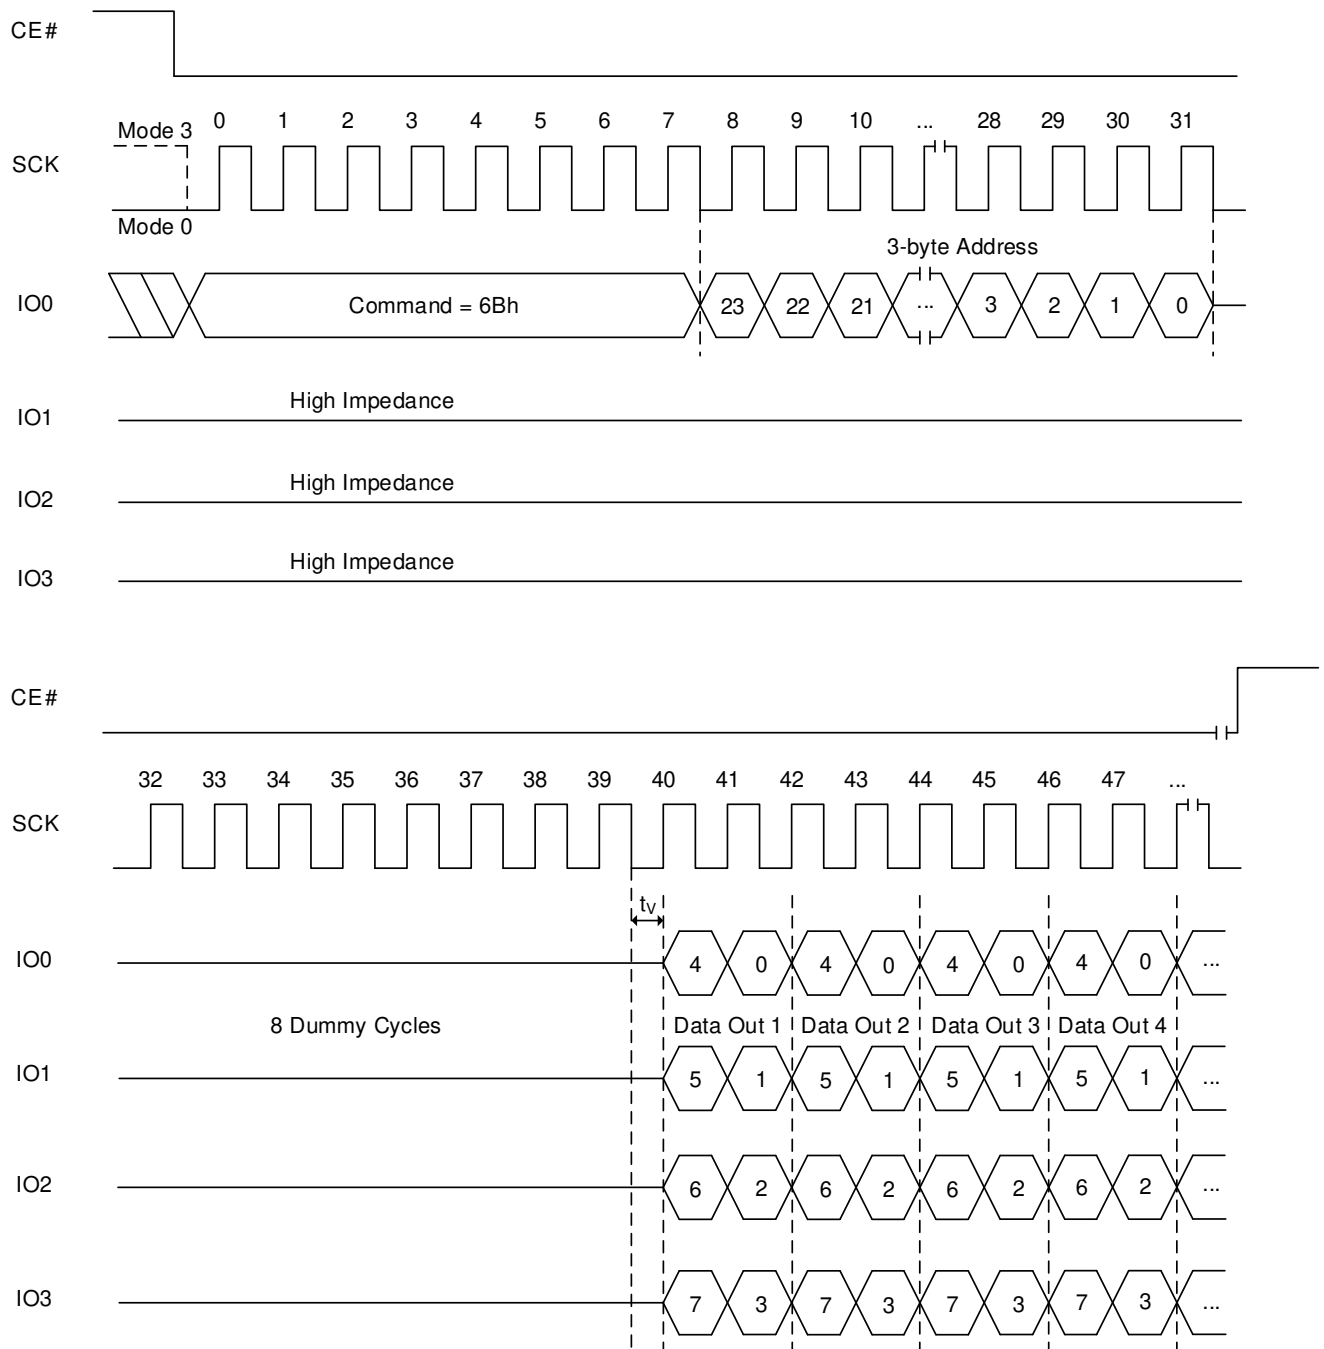 CE#
Mode 3 0 1 2 3 4 5 6 7 8 9 10 ... 28 29 30 31
SCK
Mode 0
3-byte Address
IO0 Command = 6Bh 23 22 21 ... 3 2 1 0
High Impedance
IO1
High Impedance
IO2
High Impedance
IO3
CE#
32 33 34 35 36 37 38 39 40 41 42 43 44 45 46 47 ...
SCK
tV
IO0 4 0 4 0 4 0 4 0 ...
8 Dummy Cycles Data Out 1 Data Out 2 Data Out 3 Data Out 4
IO1 5 1 5 1 5 1 5 1 ...
IO2 6 2 6 2 6 2 6 2 ...
IO3 7 3 7 3 7 3 7 3 ...